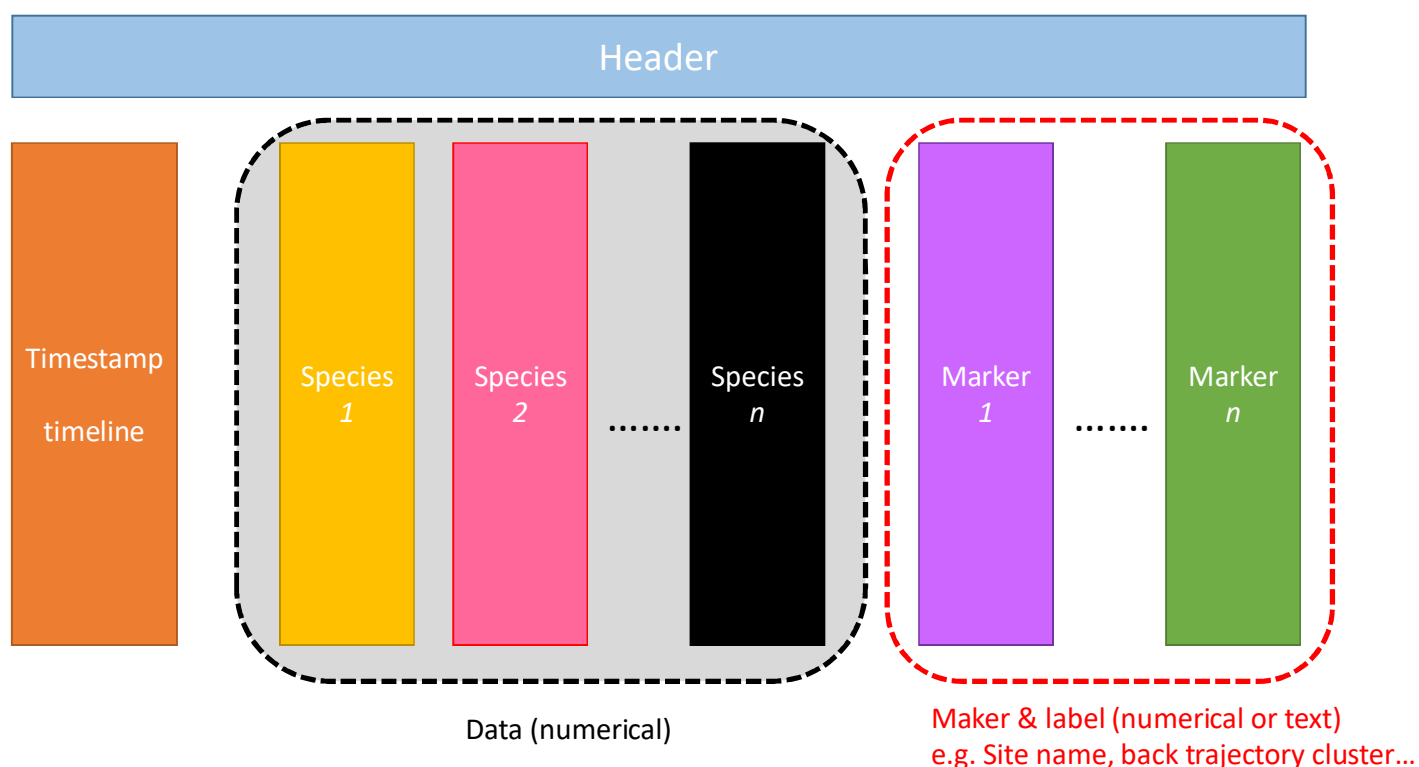 Header
Timestamp
timeline
Species
1
Species
2
.......
Species
n
Marker
1
.......
Marker
n
Data (numerical)
Maker & label (numerical or text)
e.g. Site name, back trajectory cluster...